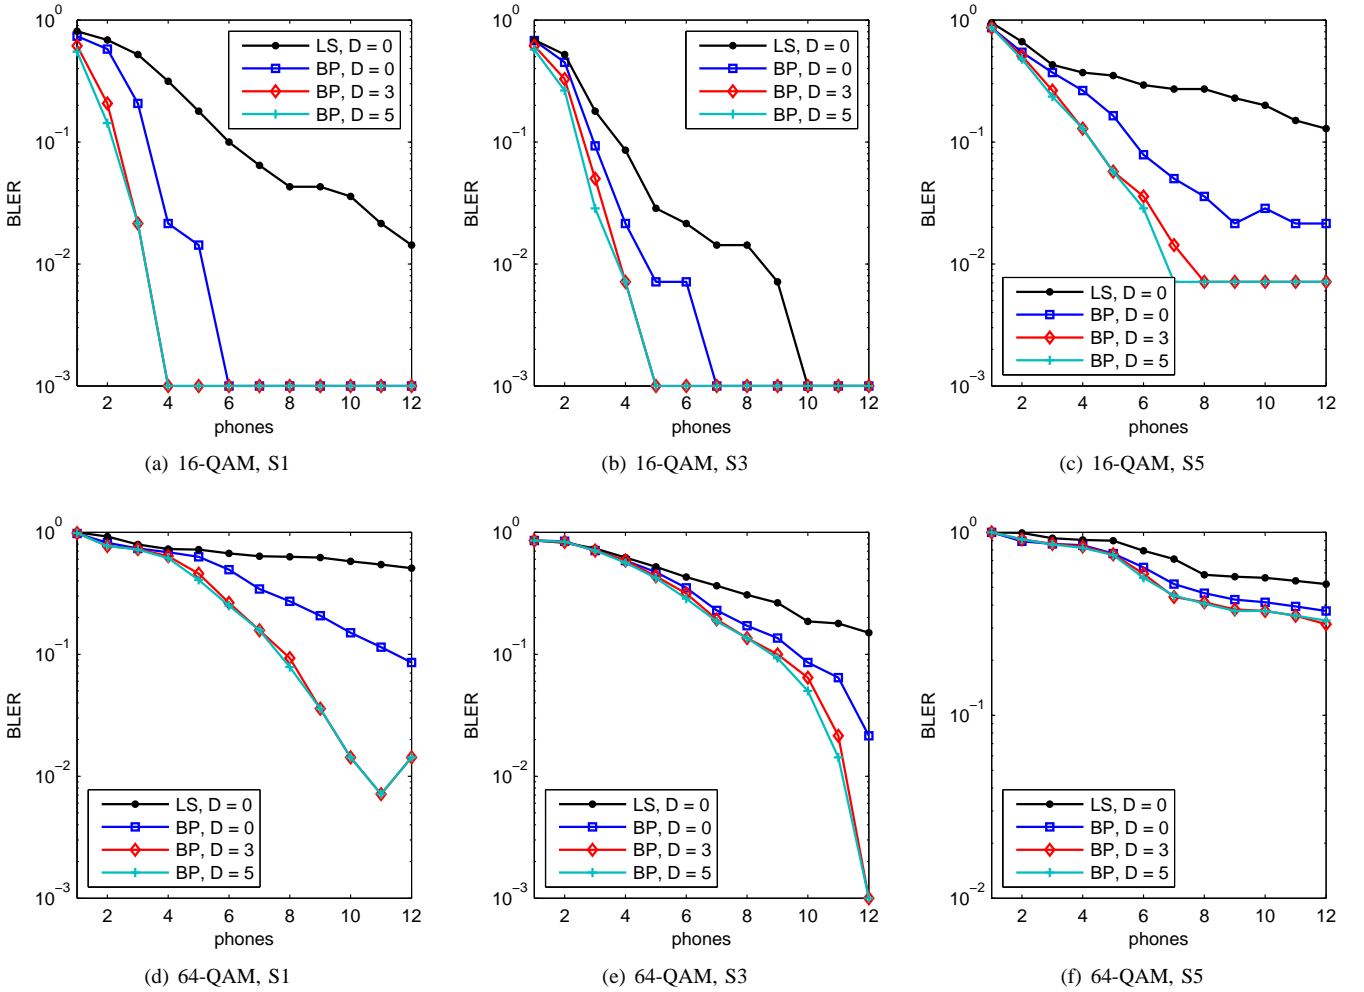 10^0
10^−1
10^−2
10^−3
BLER
2 4 6 8 10 12
phones
LS, D = 0
BP, D = 0
BP, D = 3
BP, D = 5
(a) 16-QAM, S1
10^0
10^−1
10^−2
10^−3
BLER
2 4 6 8 10 12
phones
LS, D = 0
BP, D = 0
BP, D = 3
BP, D = 5
(b) 16-QAM, S3
10^0
10^−1
10^−2
10^−3
BLER
2 4 6 8 10 12
phones
LS, D = 0
BP, D = 0
BP, D = 3
BP, D = 5
(c) 16-QAM, S5
10^0
10^−1
10^−2
10^−3
BLER
2 4 6 8 10 12
phones
LS, D = 0
BP, D = 0
BP, D = 3
BP, D = 5
(d) 64-QAM, S1
10^0
10^−1
10^−2
10^−3
BLER
2 4 6 8 10 12
phones
LS, D = 0
BP, D = 0
BP, D = 3
BP, D = 5
(e) 64-QAM, S3
10^0
10^−1
10^−2
BLER
2 4 6 8 10 12
phones
LS, D = 0
BP, D = 0
BP, D = 3
BP, D = 5
(f) 64-QAM, S5